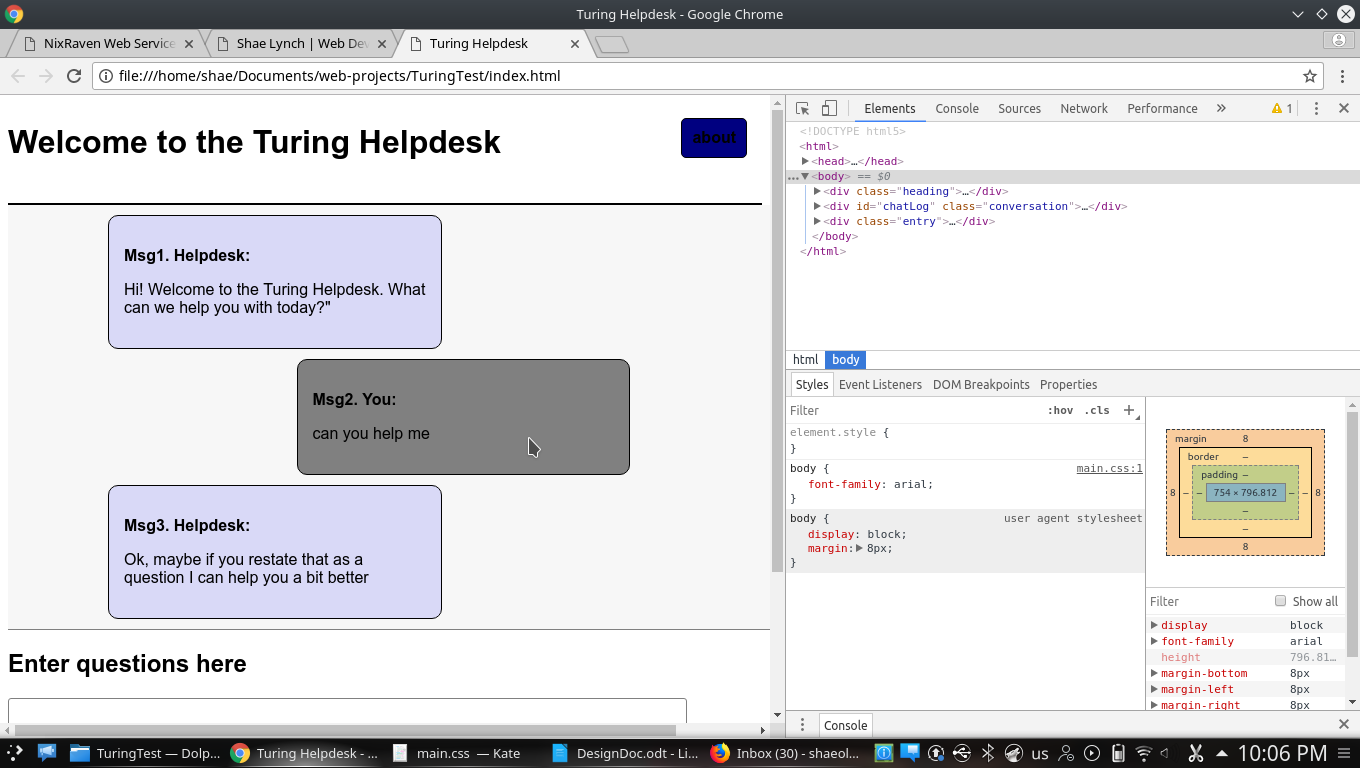 Turing Helpdesk - Google Chrome
NixRaven Web Service
Shae Lynch | Web Dev
Turing Helpdesk
file:///home/shae/Documents/web-projects/TuringTest/index.html
Welcome to the Turing Helpdesk
about
Msg1. Helpdesk:
Hi! Welcome to the Turing Helpdesk. What
can we help you with today?"
Msg2. You:
can you help me
Msg3. Helpdesk:
Ok, maybe if you restate that as a
question I can help you a bit better
Enter questions here
Elements Console Sources Network Performance » 1
<!DOCTYPE html5>
<html>
<head>…</head>
…<body> == $0
<div class="heading">…</div>
<div id="chatLog" class="conversation">…</div>
<div class="entry">…</div>
</body>
</html>
html body
Styles Event Listeners DOM Breakpoints Properties
Filter :hov .cls +
element.style {
}
body { main.css:1
font-family: arial;
}
body { user agent stylesheet
display: block;
margin: 8px;
}
margin 8
border –
padding –
8 – – 754 × 796.812 – – 8
–
–
8
Filter Show all
display block
font-family arial
height 796.81…
margin-bottom 8px
margin-left 8px
margin-right 8px
Console
TuringTest — Dolp...
Turing Helpdesk - ...
main.css — Kate
DesignDoc.odt - Li...
Inbox (30) - shaeol...
us
10:06 PM